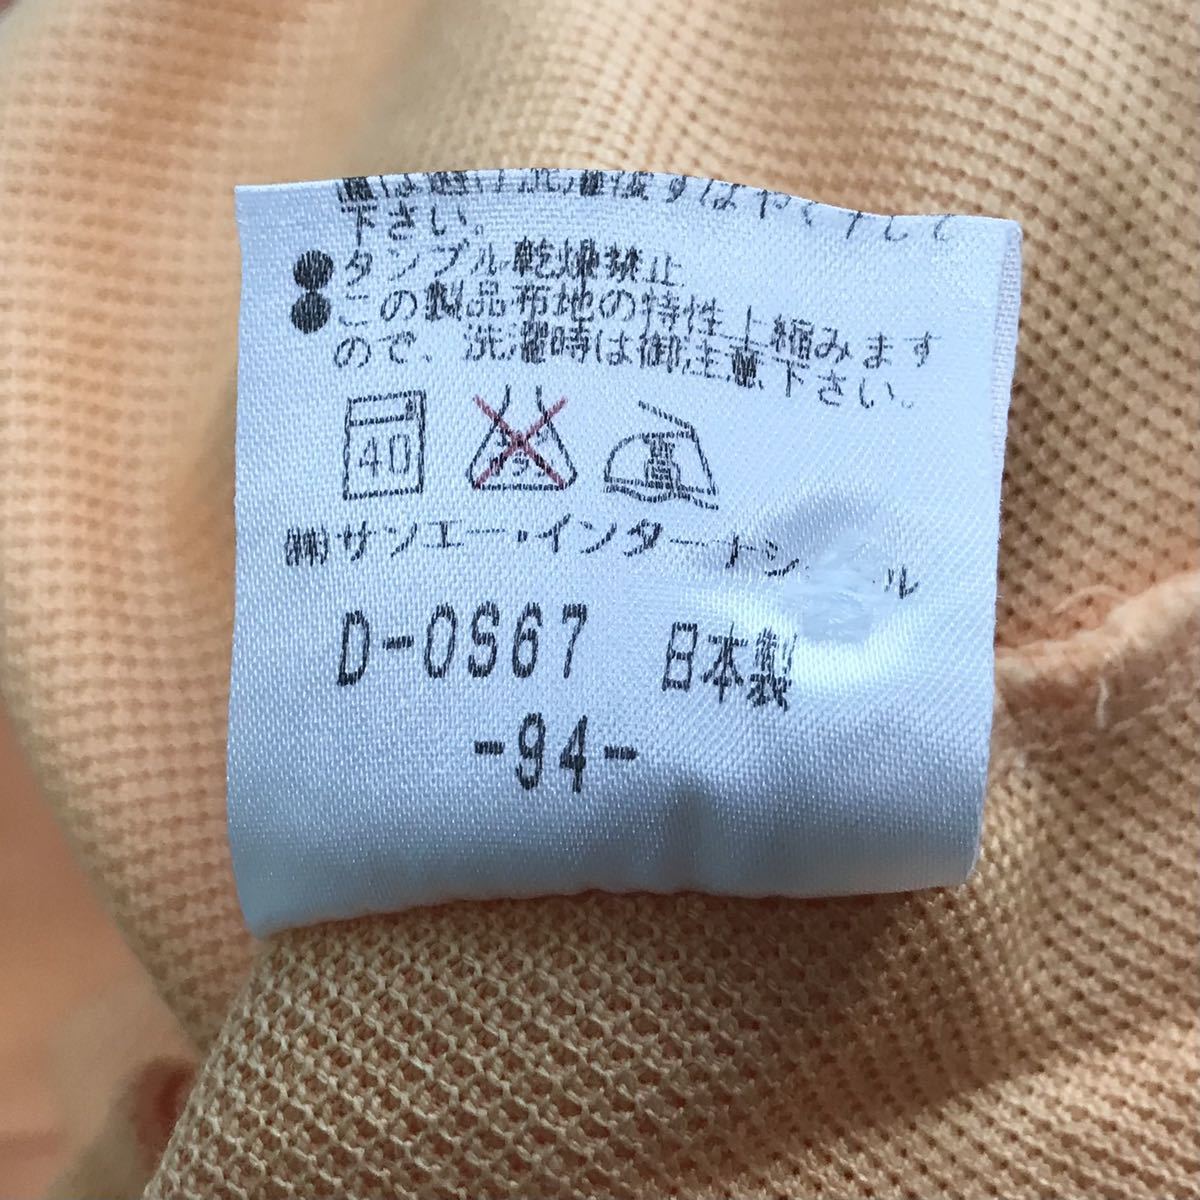 下さい。
●タンブル乾燥禁止
●この製品布地の特性上縮みます
ので、洗濯時は御注意下さい。
40
(株)サンエー・インターナシ ル
D-0S67 日本製
-94-